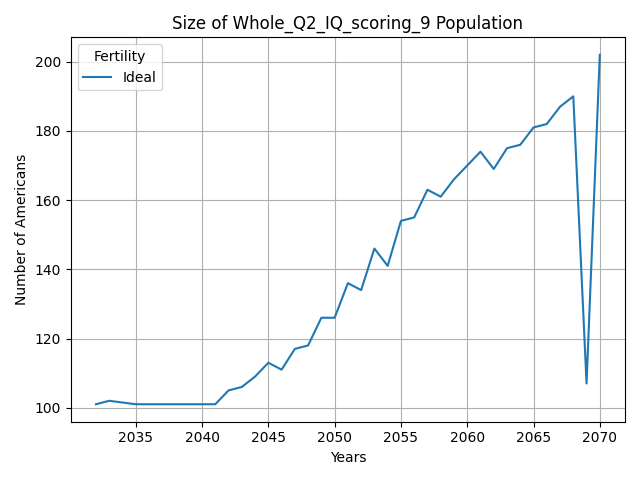 Size of Whole_Q2_IQ_scoring_9 Population
Fertility
Ideal
Number of Americans
200
180
160
140
120
100
2035 2040 2045 2050 2055 2060 2065 2070
Years